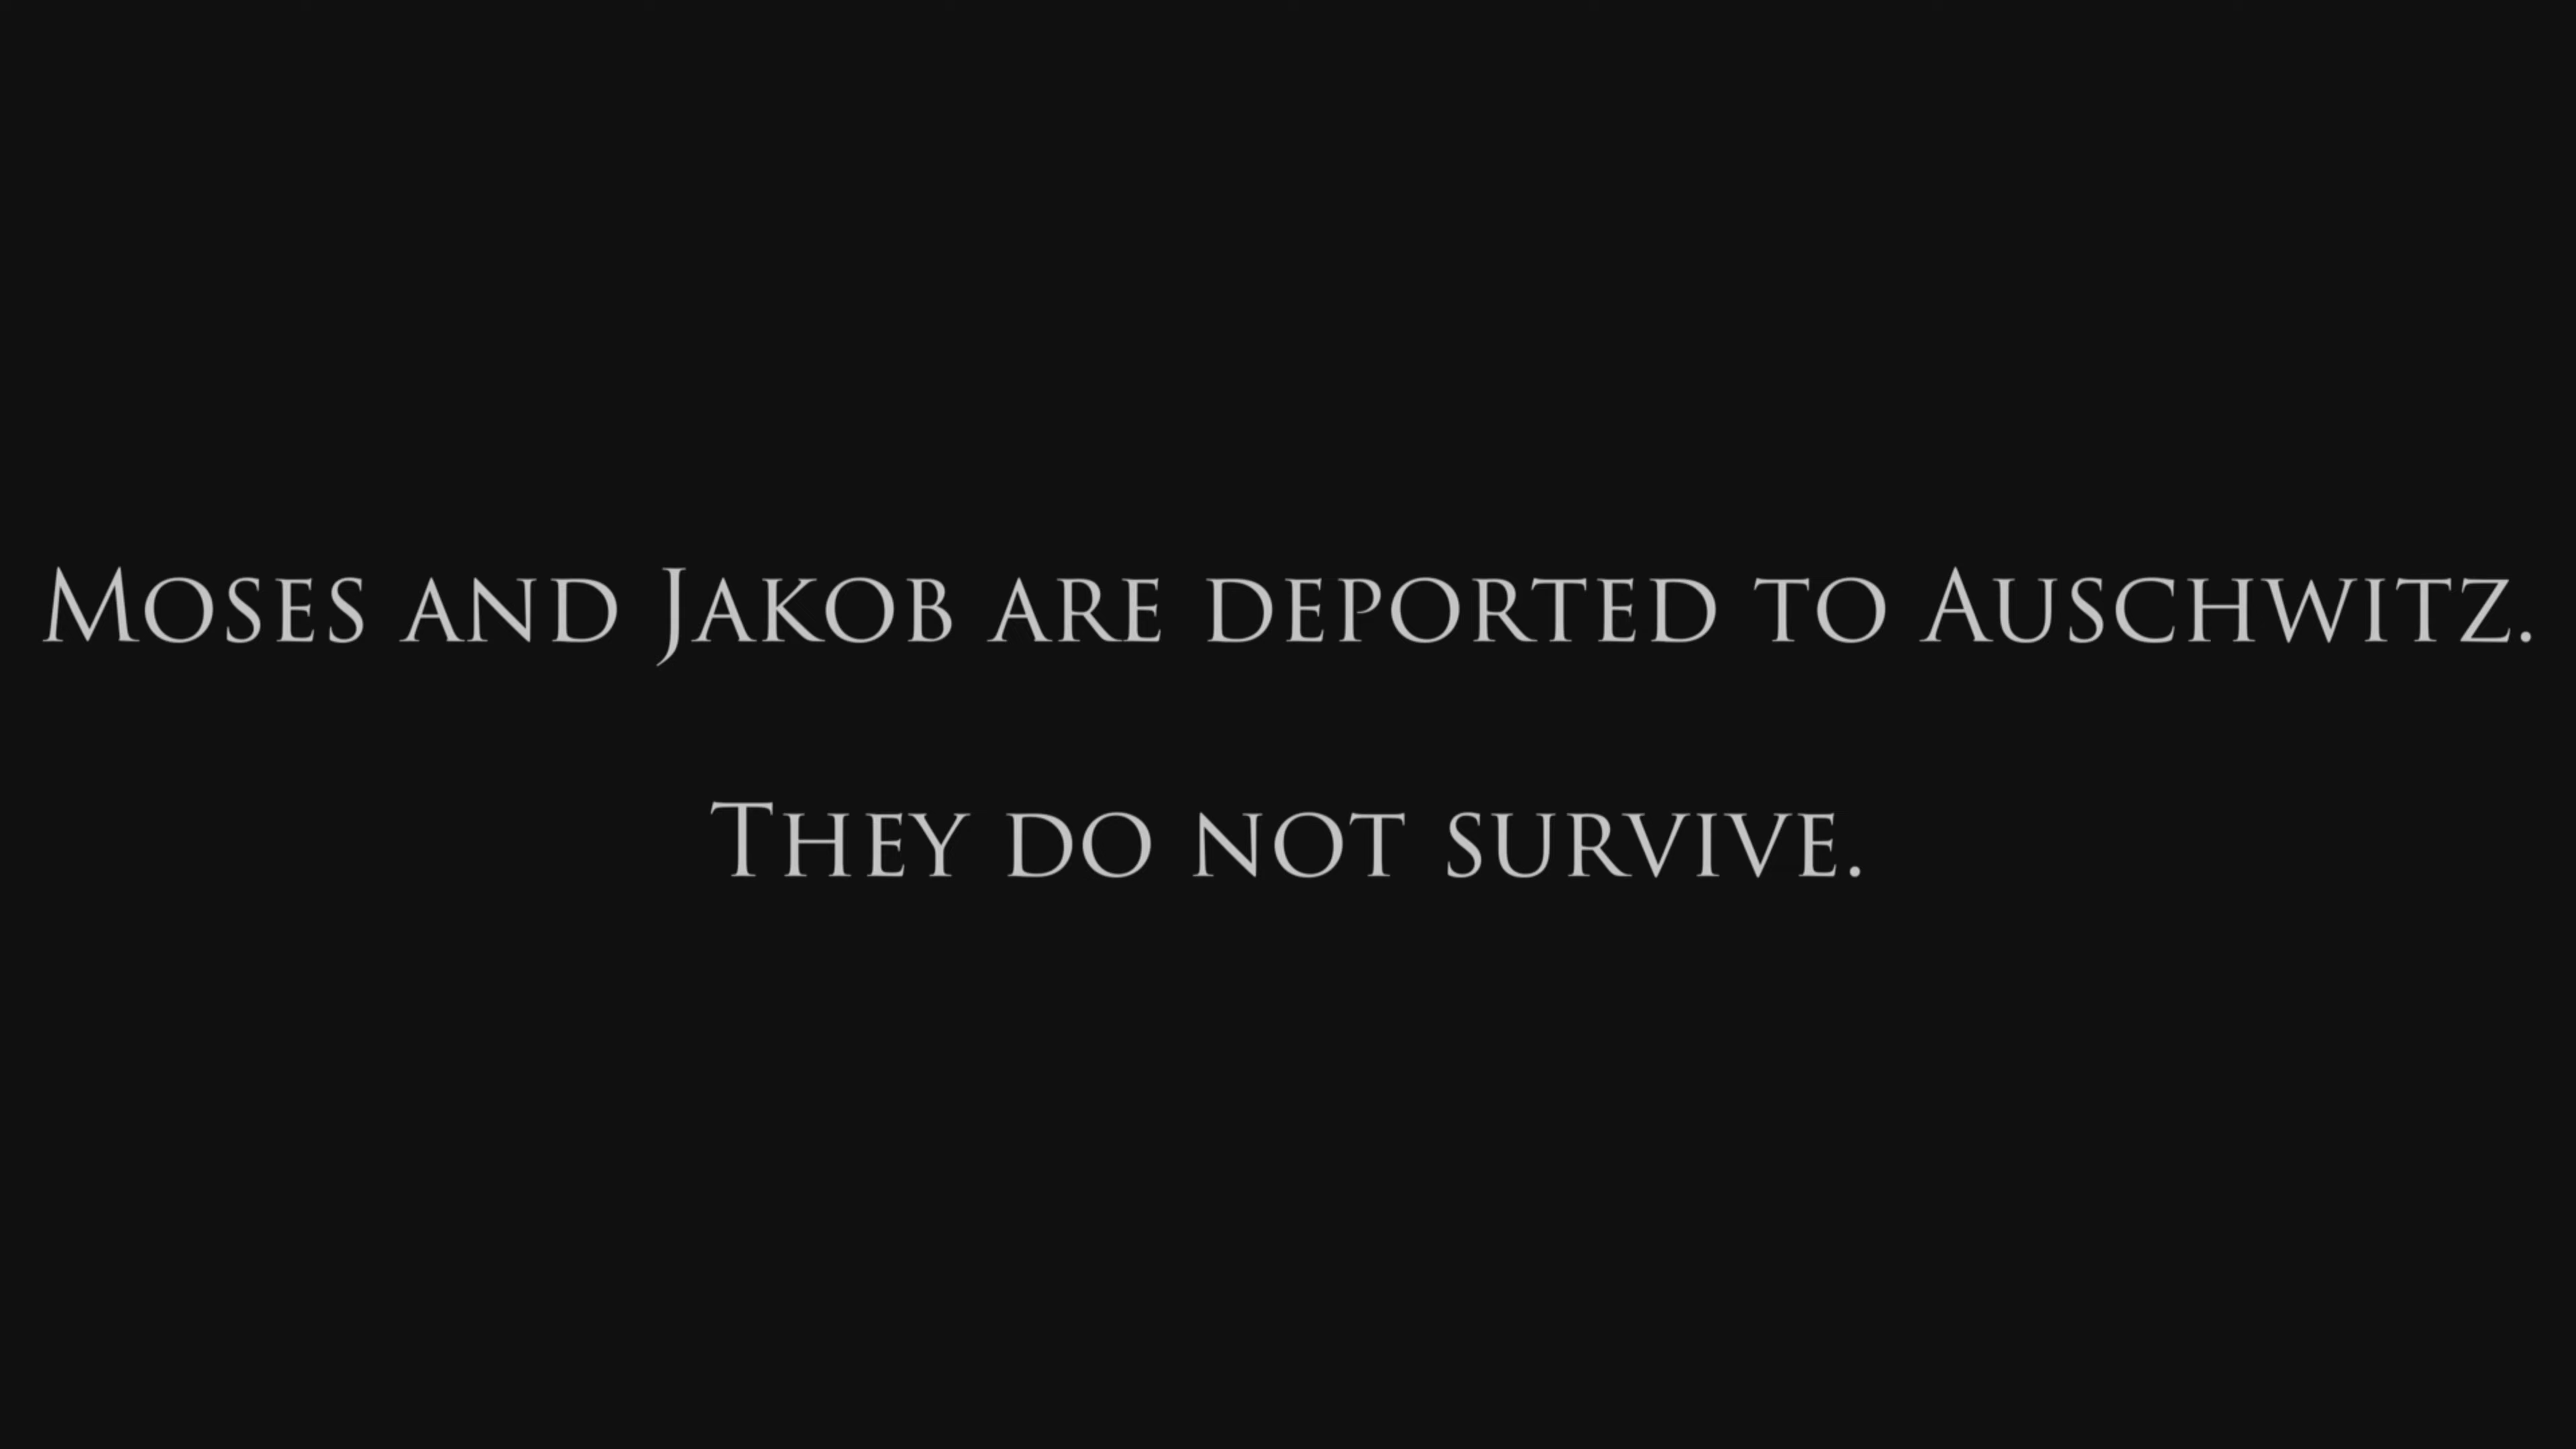 Moses and Jakob are deported to Auschwitz.
They do not survive.